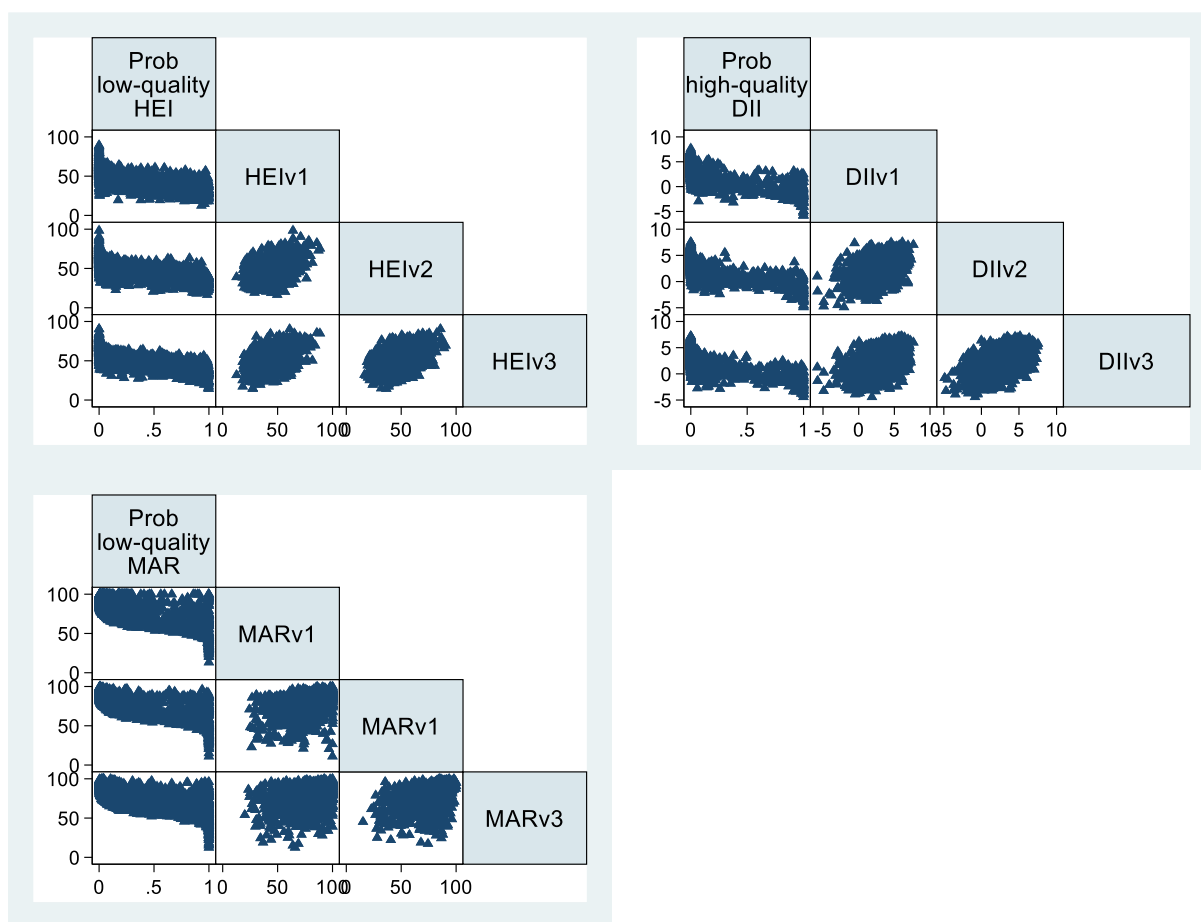 Prob
low-quality
HEI
100
50
0
HEIv1
100
50
0
HEIv2
100
50
0
HEIv3
0 .5 1 0 50 100 0 50 100
Prob
high-quality
DII
10
5
0
-5
DIIv1
10
5
0
-5
DIIv2
10
5
0
-5
DIIv3
0 .5 1 -5 0 5 10 -5 0 5 10
Prob
low-quality
MAR
100
50
0
MARv1
100
50
0
MARv1
100
50
0
MARv3
0 .5 1 0 50 100 0 50 100